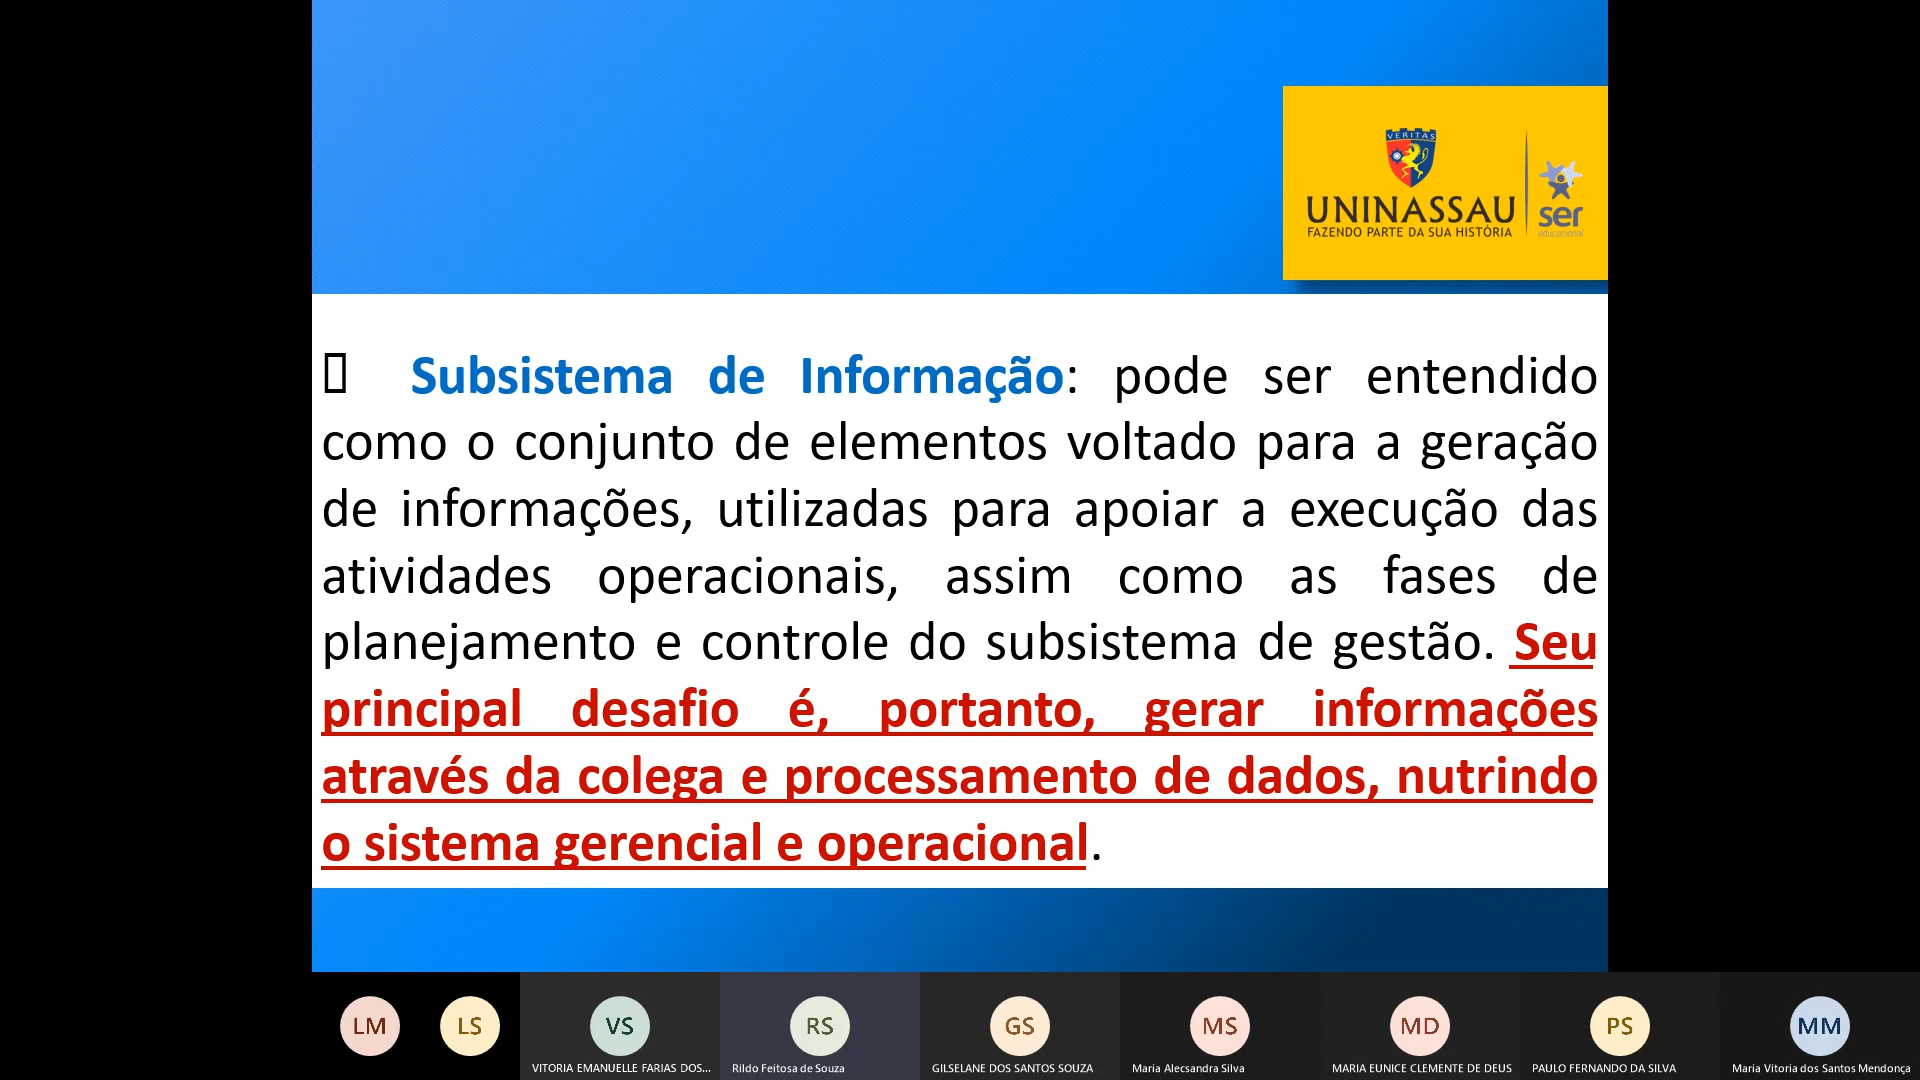 VERITAS
UNINASSAU
FAZENDO PARTE DA SUA HISTÓRIA
ser
educacional
Subsistema de Informação: pode ser entendido
como o conjunto de elementos voltado para a geração
de informações, utilizadas para apoiar a execução das
atividades operacionais, assim como as fases de
planejamento e controle do subsistema de gestão. Seu
principal desafio é, portanto, gerar informações
através da colega e processamento de dados, nutrindo
o sistema gerencial e operacional.
LM
LS
VS
RS
GS
MS
MD
PS
MM
VITORIA EMANUELLE FARIAS DOS...
Rildo Feitosa de Souza
GILSELANE DOS SANTOS SOUZA
Maria Alecsandra Silva
MARIA EUNICE CLEMENTE DE DEUS
PAULO FERNANDO DA SILVA
Maria Vitoria dos Santos Mendonça